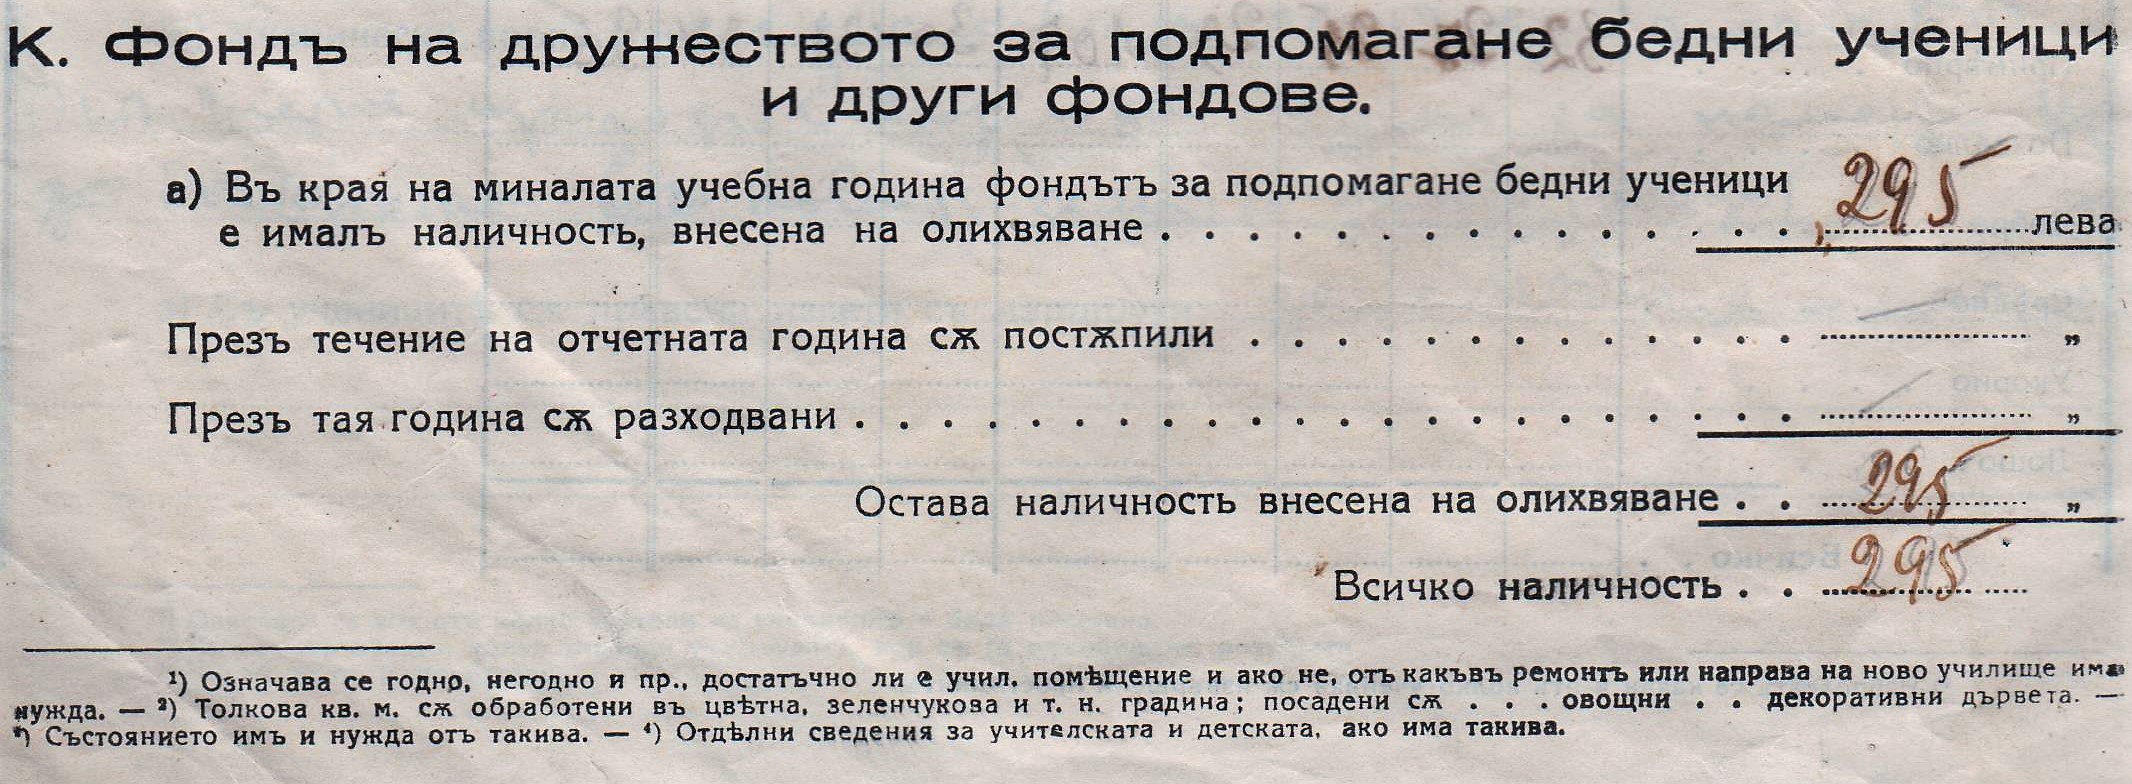 К. Фондъ на дружеството за подпомагане бедни ученици
и други фондове.
а) Въ края на миналата учебна година фондътъ за подпомагане бедни ученици 295
е ималъ наличность, внесена на олихвяване . . . . . . . . . . . . . . . лева
Презъ течение на отчетната година сѫ постѫпили . . . . . . . . . . . . . — „
Презъ тая година сѫ разходвани . . . . . . . . . . . . . . . . . . . . . . — „
Остава наличность внесена на олихвяване . . 295 „
Всичко наличность . . 295
¹) Означава се годно, негодно и пр., достатъчно ли е учил. помѣщение и ако не, отъ какъвъ ремонтъ или направа на ново училище има
нужда. — ²) Толкова кв. м. сѫ обработени въ цвѣтна, зеленчукова и т. н. градина; посадени сѫ . . . овощни . . декоративни дървета. —
³) Състоянието имъ и нужда отъ такива. — ⁴) Отдѣлни сведения за учителската и детската, ако има такива.